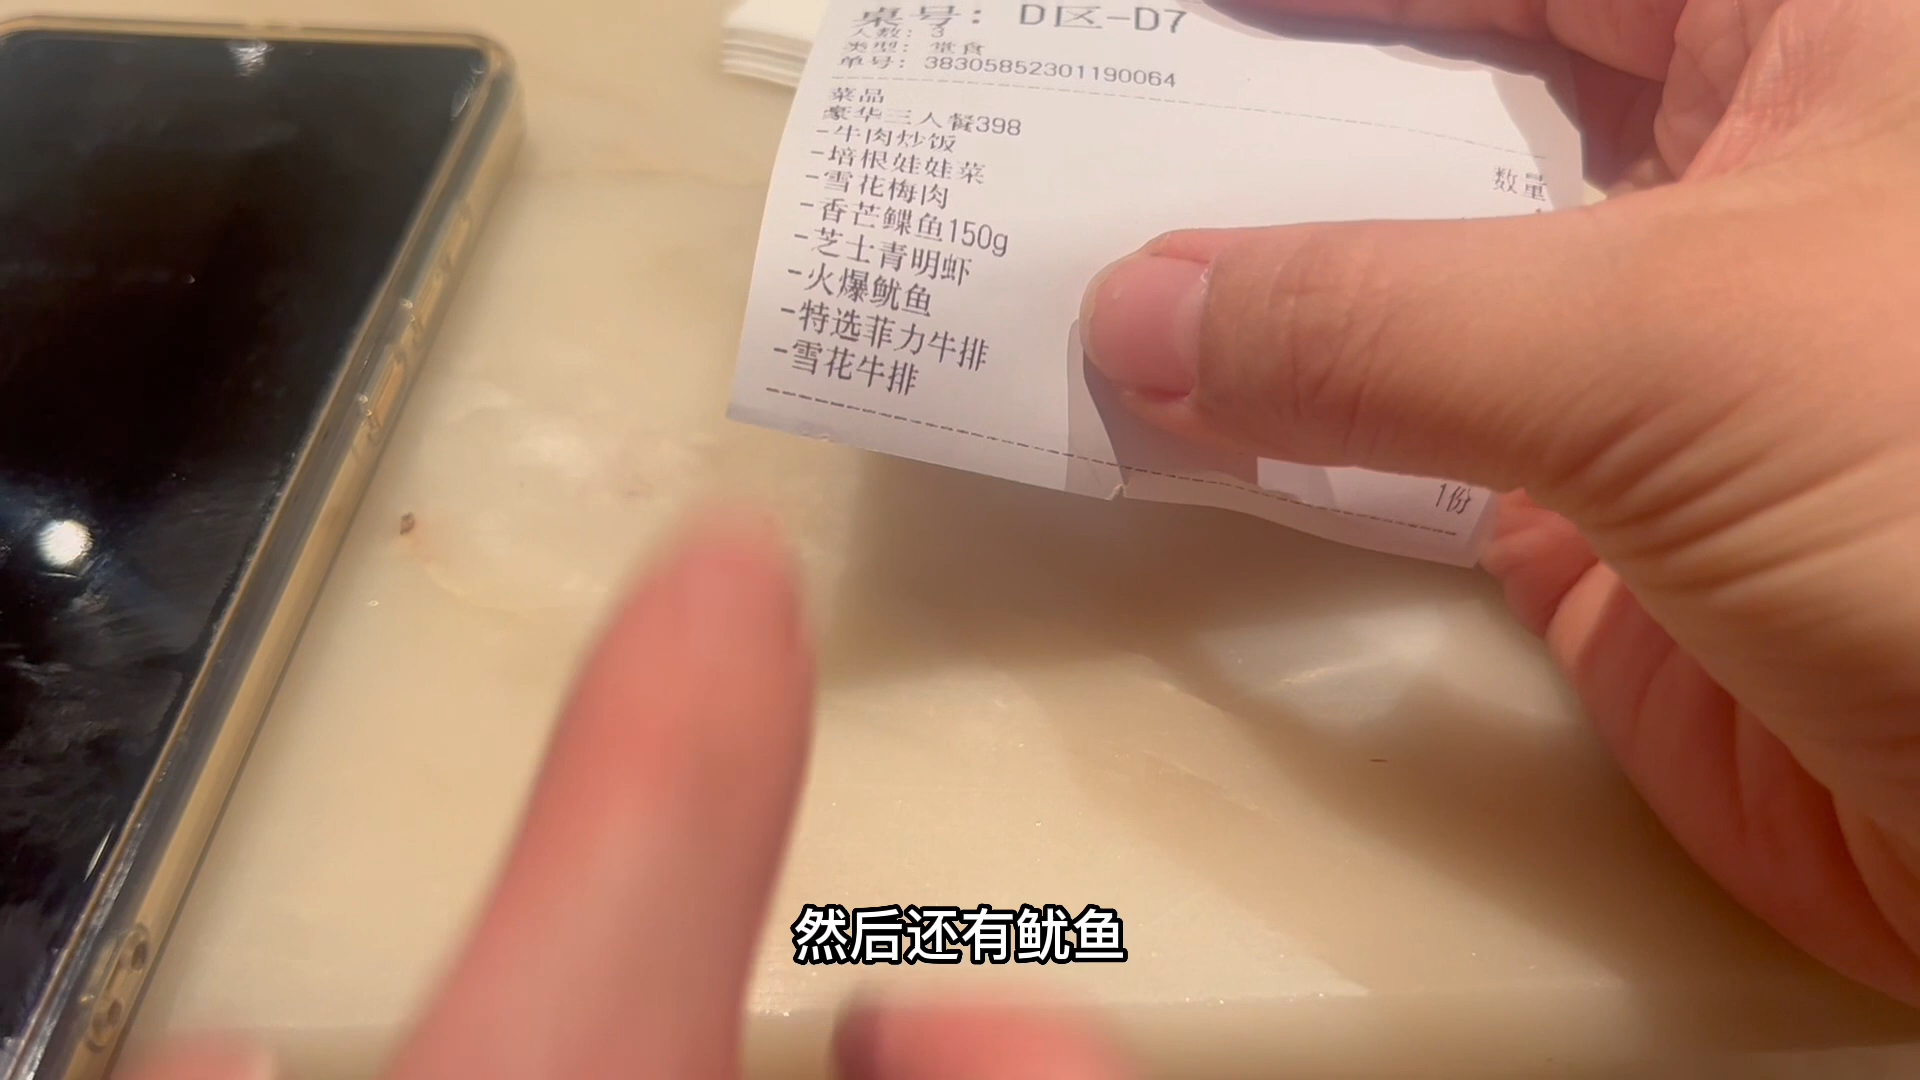 桌号：D区-D7
人数：3
类型：堂食
单号：38305852301190064
菜品
数量
豪华三人餐398
-牛肉炒饭
-培根娃娃菜
-雪花梅肉
-香芒鲽鱼150g
-芝士青明虾
-火爆鱿鱼
-特选菲力牛排
-雪花牛排
1份
然后还有鱿鱼